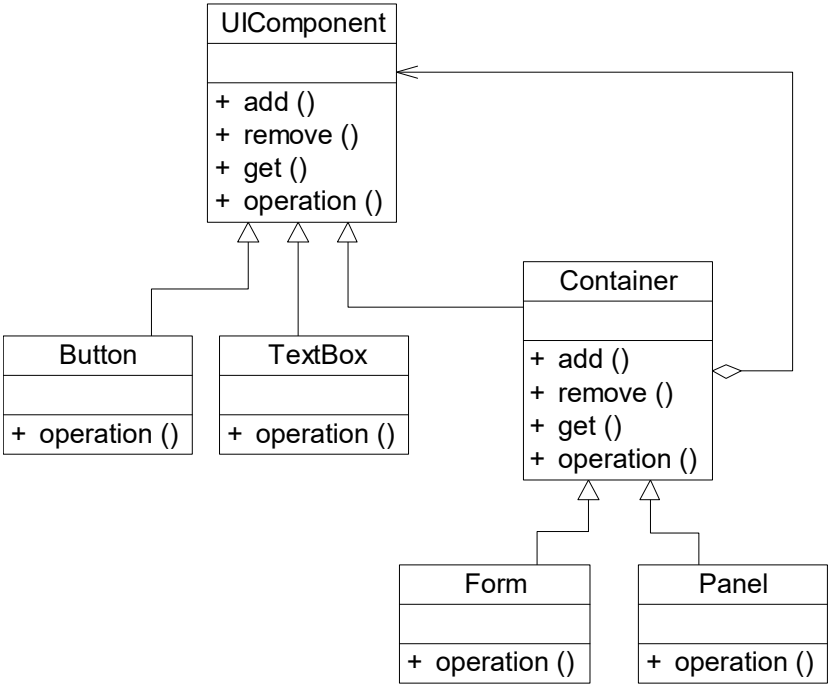 UIComponent
+ add ()
+ remove ()
+ get ()
+ operation ()
Container
+ add ()
+ remove ()
+ get ()
+ operation ()
Button
+ operation ()
TextBox
+ operation ()
Form
+ operation ()
Panel
+ operation ()